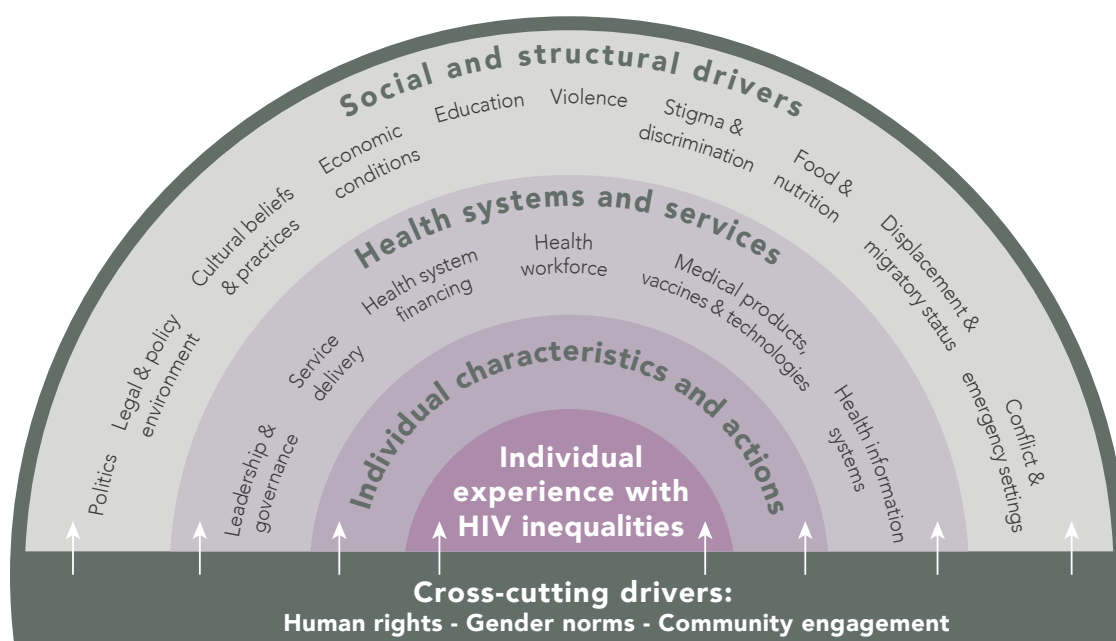 Social and structural drivers
Politics
Legal & policy
environment
Cultural beliefs
& practices
Economic
conditions
Education
Violence
Stigma &
discrimination
Food &
nutrition
Displacement &
migratory status
Conflict &
emergency settings
Health systems and services
Leadership &
governance
Service
delivery
Health system
financing
Health
workforce
Medical products,
vaccines & technologies
Health information
systems
Individual characteristics and actions
Individual
experience with
HIV inequalities
Cross-cutting drivers:
Human rights - Gender norms - Community engagement